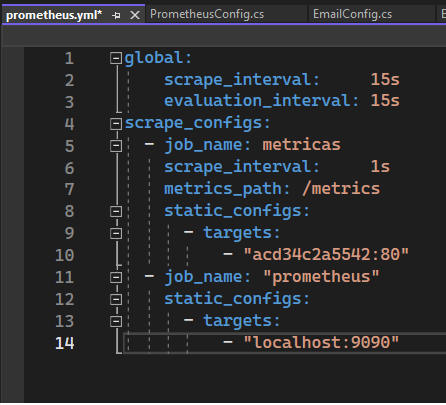 prometheus.yml* PrometheusConfig.cs EmailConfig.cs
1 global:
2     scrape_interval:     15s
3     evaluation_interval: 15s
4 scrape_configs:
5   - job_name: metricas
6     scrape_interval:     1s
7     metrics_path: /metrics
8     static_configs:
9       - targets:
10           - "acd34c2a5542:80"
11   - job_name: "prometheus"
12     static_configs:
13       - targets:
14           - "localhost:9090"